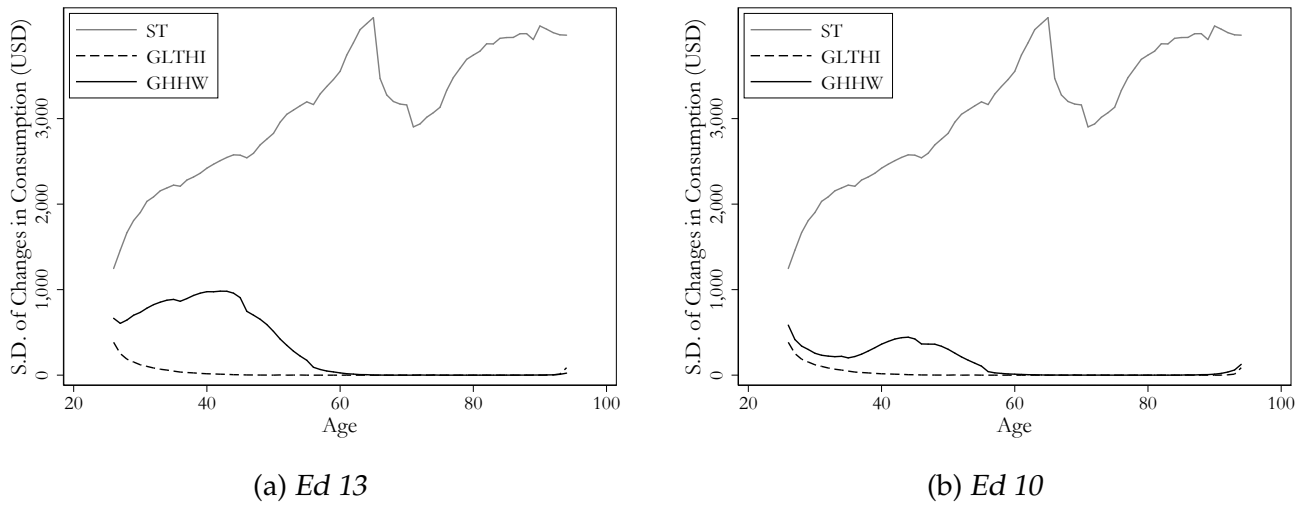 ST
GLTHI
GHHW
S.D. of Changes in Consumption (USD)
3,000
2,000
1,000
0
20
40
60
80
100
Age
(a) Ed 13
ST
GLTHI
GHHW
S.D. of Changes in Consumption (USD)
3,000
2,000
1,000
0
20
40
60
80
100
Age
(b) Ed 10